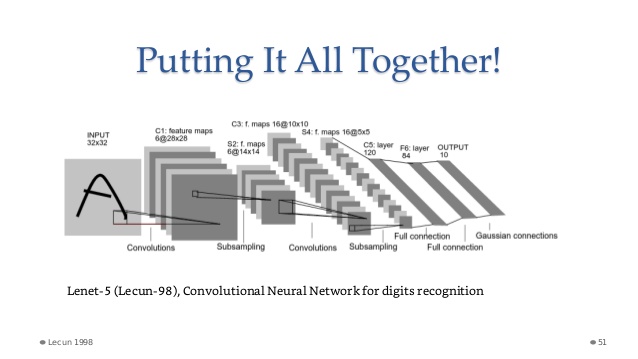 Putting It All Together!
INPUT
32x32
C1: feature maps
6@28x28
C3: f. maps 16@10x10
S2: f. maps
6@14x14
S4: f. maps 16@5x5
C5: layer
120
F6: layer
84
OUTPUT
10
A
Convolutions
Subsampling
Convolutions
Subsampling
Full connection
Full connection
Gaussian connections
Lenet-5 (Lecun-98), Convolutional Neural Network for digits recognition
Lecun 1998
51